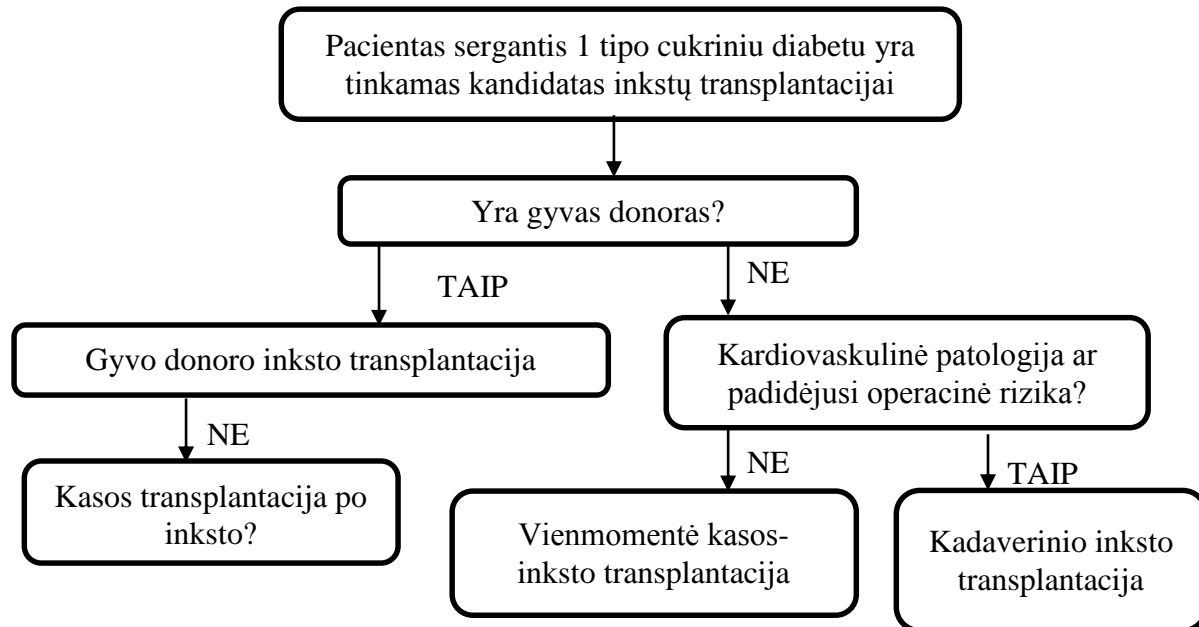 Pacientas sergantis 1 tipo cukriniu diabetu yra
tinkamas kandidatas inkstų transplantacijai
Yra gyvas donoras?
TAIP
NE
Gyvo donoro inksto transplantacija
Kardiovaskulinė patologija ar
padidėjusi operacinė rizika?
NE
NE
TAIP
Kasos transplantacija po
inksto?
Vienmomentė kasos-
inksto transplantacija
Kadaverinio inksto
transplantacija